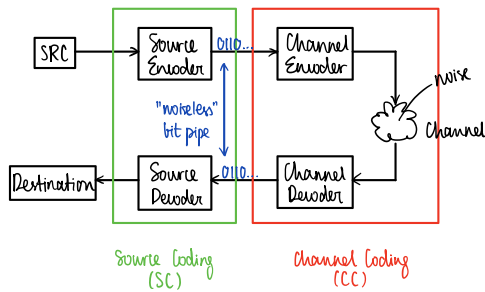 SRC
Source
Encoder
0110...
Channel
Encoder
noise
"noiseless"
bit pipe
Channel
Destination
Source
Decoder
0110...
Channel
Decoder
Source Coding
(SC)
Channel Coding
(CC)